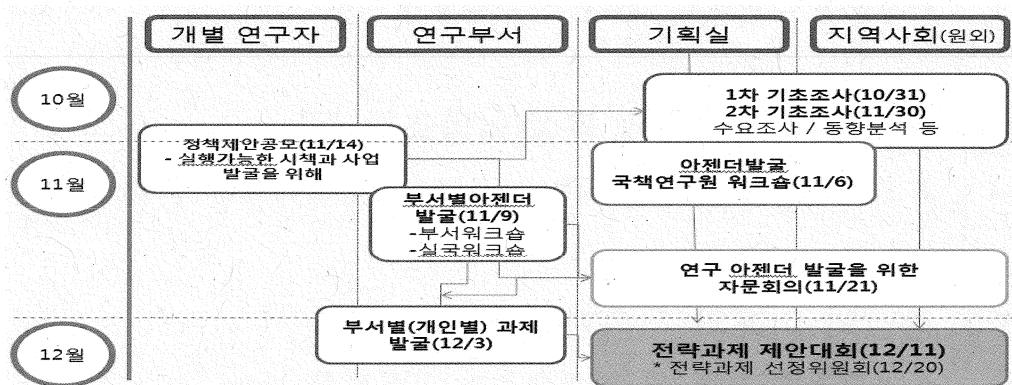 개별 연구자
연구부서
기획실
지역사회(원외)
10월
1차 기초조사(10/31)
2차 기초조사(11/30)
수요조사 / 동향분석 등
정책제안공모(11/14)
- 실행가능한 시책과 사업
발굴을 위해
11월
아젠더발굴
국책연구원 워크숍(11/6)
부서별아젠더
발굴(11/9)
-부서워크숍
-실국워크숍
연구 아젠더 발굴을 위한
자문회의(11/21)
부서별(개인별) 과제
발굴(12/3)
12월
전략과제 제안대회(12/11)
* 전략과제 선정위원회(12/20)